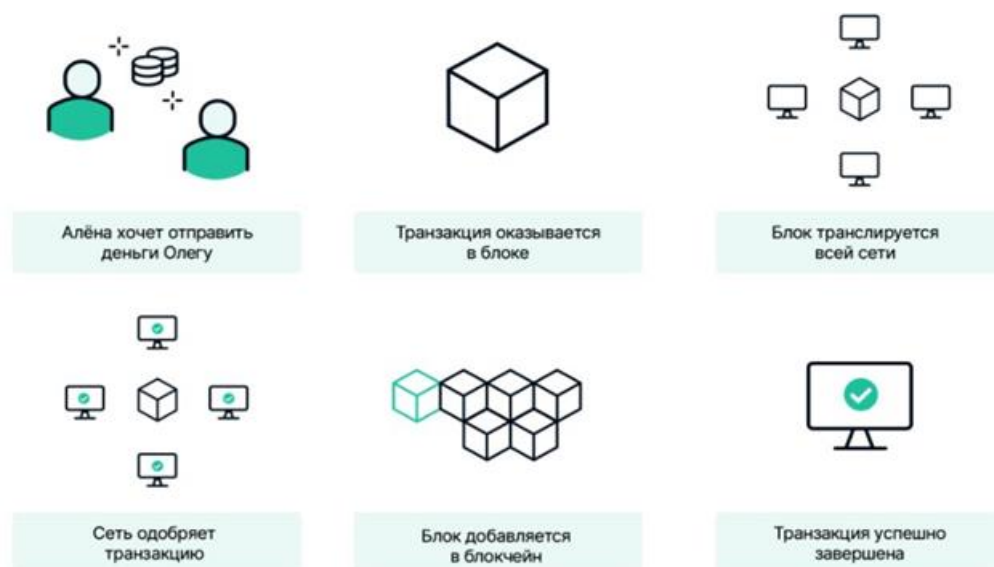 Алёна хочет отправить
деньги Олегу
Транзакция оказывается
в блоке
Блок транслируется
всей сети
Сеть одобряет
транзакцию
Блок добавляется
в блокчейн
Транзакция успешно
завершена